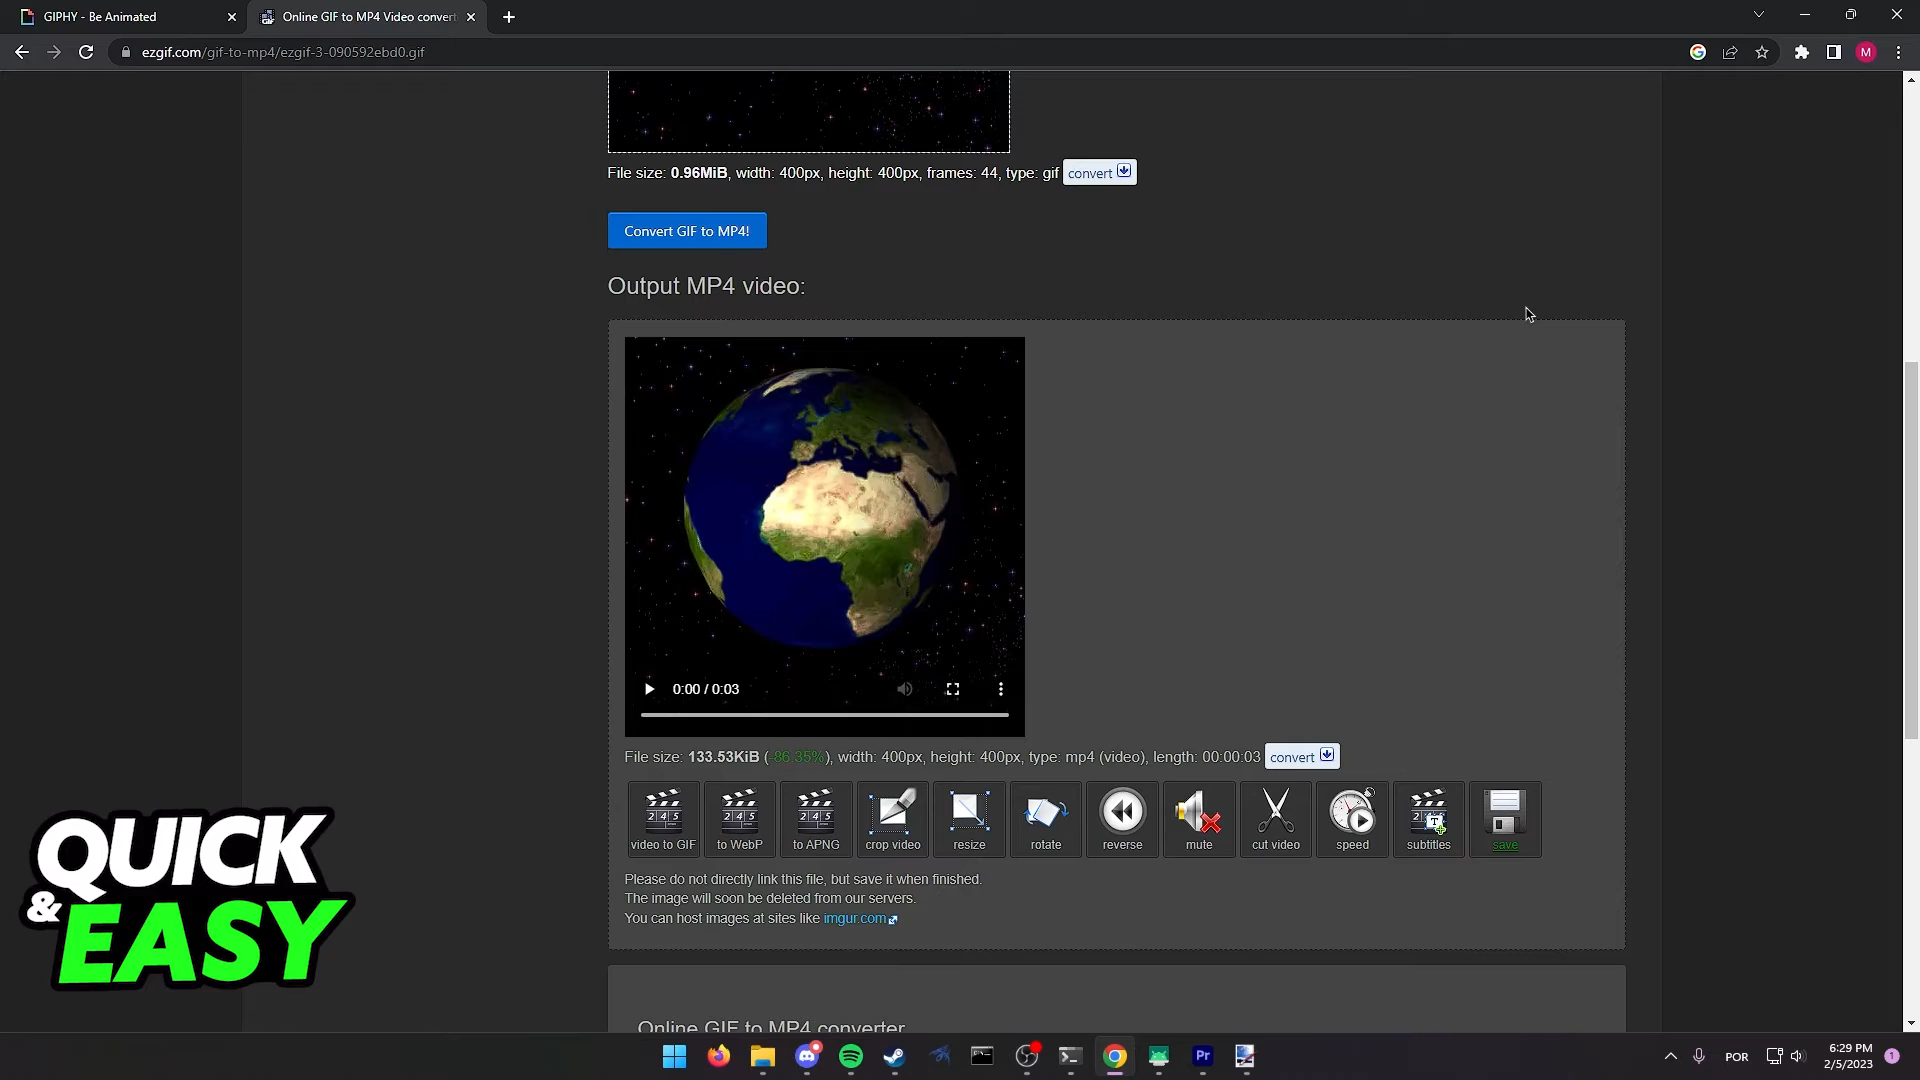 GIPHY - Be Animated
Online GIF to MP4 Video convert
ezgif.com/gif-to-mp4/ezgif-3-090592ebd0.gif
M
File size: 0.96MiB, width: 400px, height: 400px, frames: 44, type: gif convert
Convert GIF to MP4!
Output MP4 video:
0:00 / 0:03
File size: 133.53KiB (-86.35%), width: 400px, height: 400px, type: mp4 (video), length: 00:00:03 convert
video to GIF to WebP to APNG crop video resize rotate reverse mute cut video speed subtitles save
Please do not directly link this file, but save it when finished.
The image will soon be deleted from our servers.
You can host images at sites like imgur.com
Online GIF to MP4 converter
QUICK
& EASY
Pr
POR
6:29 PM
2/5/2023
1